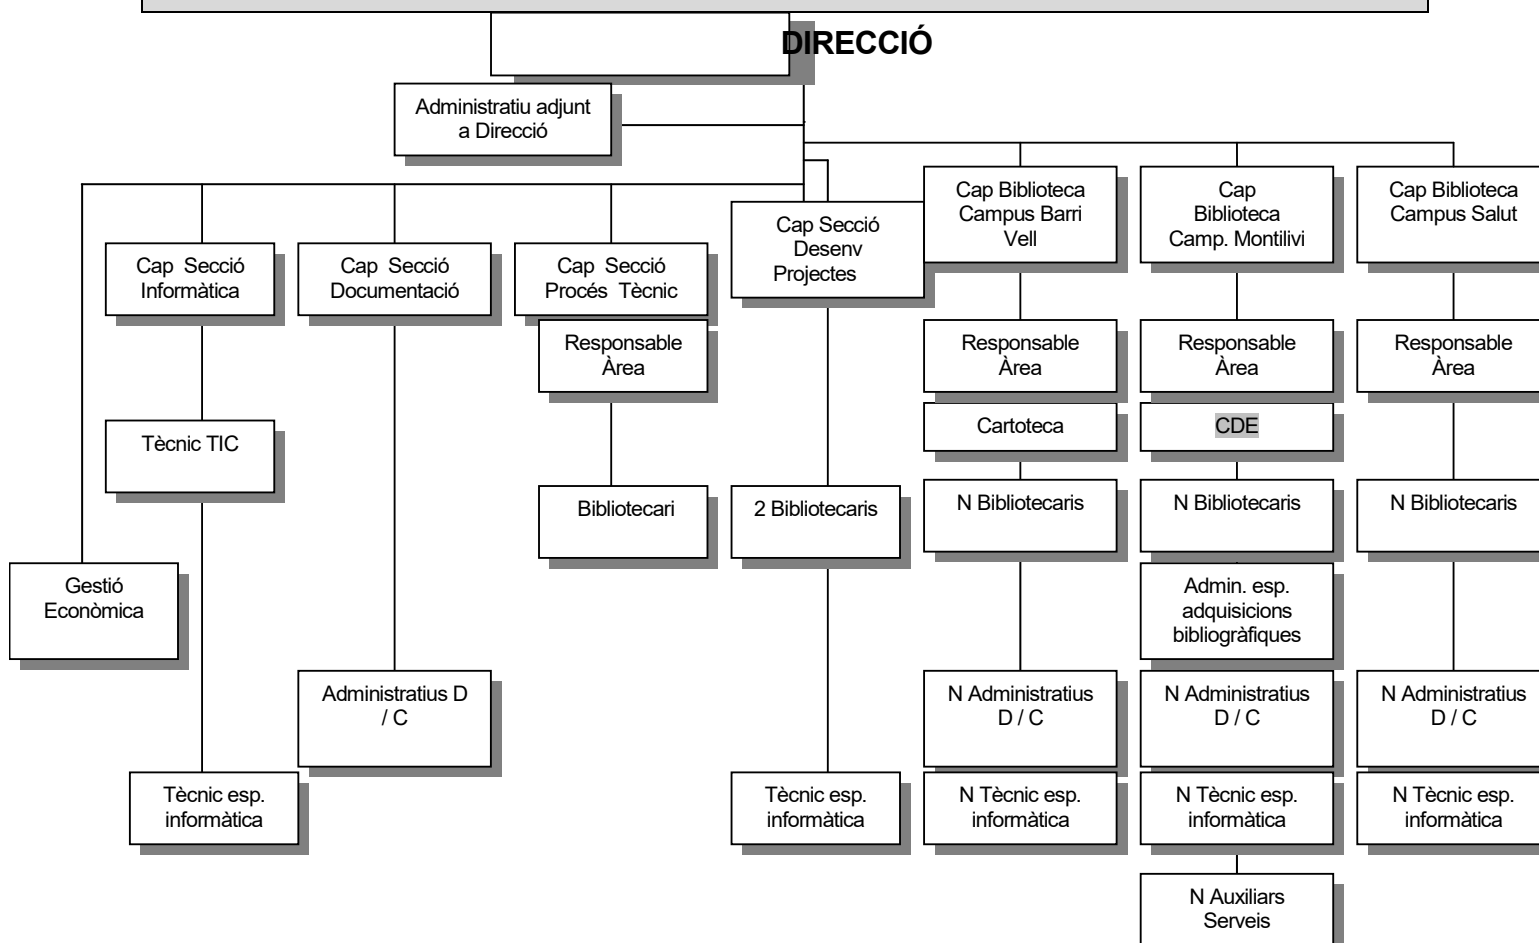 DIRECCIÓ
Administratiu adjunt
a Direcció
Cap Secció
Informàtica
Cap Secció
Documentació
Cap Secció
Procés Tècnic
Cap Secció
Desenv
Projectes
Cap Biblioteca
Campus Barri
Vell
Cap
Biblioteca
Camp. Montilivi
Cap Biblioteca
Campus Salut
Responsable
Àrea
Responsable
Àrea
Responsable
Àrea
Responsable
Àrea
Tècnic TIC
Cartoteca
CDE
Bibliotecari
2 Bibliotecaris
N Bibliotecaris
N Bibliotecaris
N Bibliotecaris
Gestió
Econòmica
Admin. esp.
adquisicions
bibliogràfiques
Administratius D
/ C
N Administratius
D / C
N Administratius
D / C
N Administratius
D / C
Tècnic esp.
informàtica
Tècnic esp.
informàtica
N Tècnic esp.
informàtica
N Tècnic esp.
informàtica
N Tècnic esp.
informàtica
N Auxiliars
Serveis